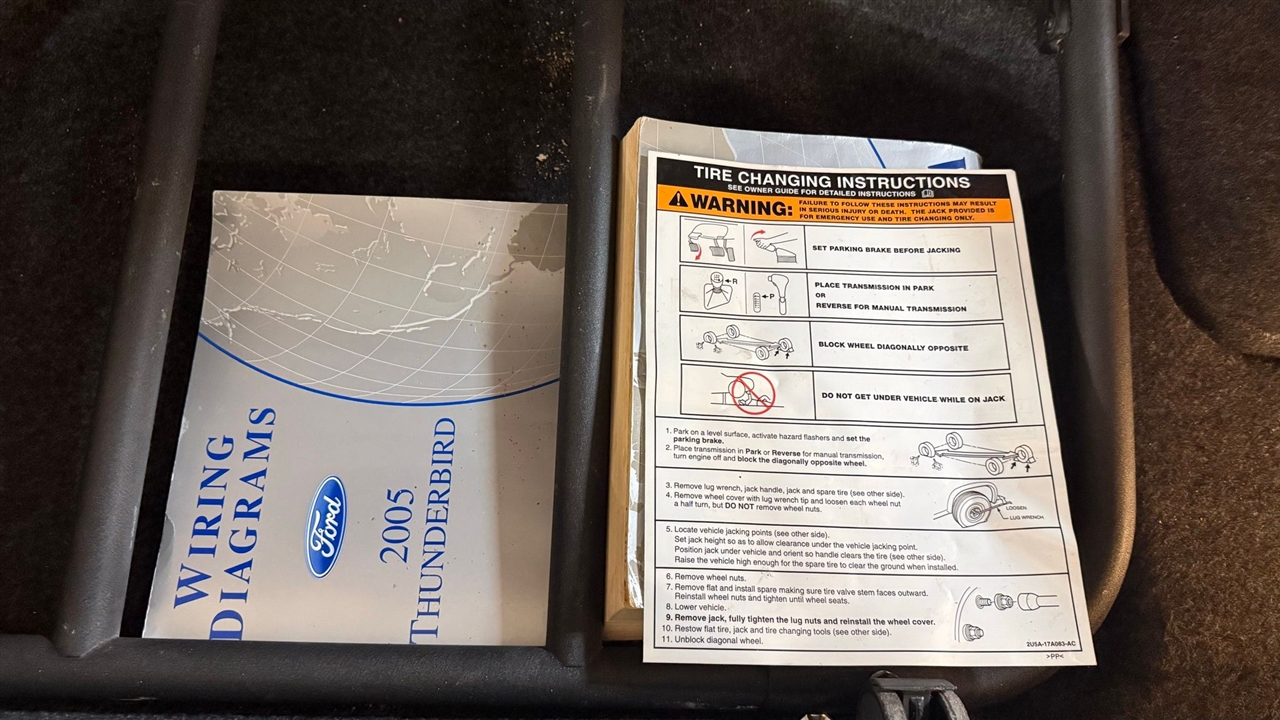 WIRING
DIAGRAMS
Ford
2005
THUNDERBIRD
TIRE CHANGING INSTRUCTIONS
SEE OWNER GUIDE FOR DETAILED INSTRUCTIONS
WARNING:
FAILURE TO FOLLOW THESE INSTRUCTIONS MAY RESULT
IN SERIOUS INJURY OR DEATH. THE JACK PROVIDED IS
FOR EMERGENCY USE AND TIRE CHANGING ONLY.
SET PARKING BRAKE BEFORE JACKING
R
P
PLACE TRANSMISSION IN PARK
OR
REVERSE FOR MANUAL TRANSMISSION
BLOCK WHEEL DIAGONALLY OPPOSITE
DO NOT GET UNDER VEHICLE WHILE ON JACK
1. Park on a level surface, activate hazard flashers and set the
parking brake.
2. Place transmission in Park or Reverse for manual transmission,
turn engine off and block the diagonally opposite wheel.
3. Remove lug wrench, jack handle, jack and spare tire (see other side).
4. Remove wheel cover with lug wrench tip and loosen each wheel nut
a half turn, but DO NOT remove wheel nuts.
LOOSEN
LUG WRENCH
5. Locate vehicle jacking points (see other side).
Set jack height so as to allow clearance under the vehicle jacking point.
Position jack under vehicle and orient so handle clears the tire (see other side).
Raise the vehicle high enough for the spare tire to clear the ground when installed.
6. Remove wheel nuts.
7. Remove flat and install spare making sure tire valve stem faces outward.
Reinstall wheel nuts and tighten until wheel seats.
8. Lower vehicle.
9. Remove jack, fully tighten the lug nuts and reinstall the wheel cover.
10. Restow flat tire, jack and tire changing tools (see other side).
11. Unblock diagonal wheel.
2U5A-17A083-AC
>PP<